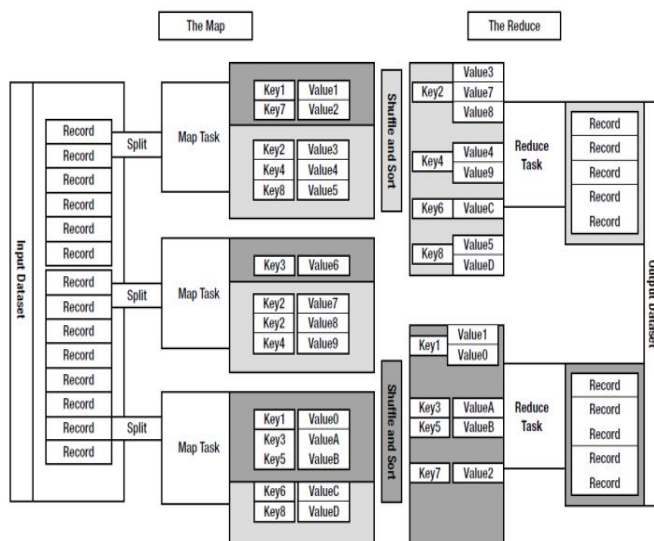 The Map
The Reduce
Input Dataset
Record
Record
Record
Record
Record
Record
Record
Record
Record
Record
Record
Record
Record
Record
Split
Split
Split
Map Task
Key1 Value1
Key7 Value2
Key2 Value3
Key4 Value4
Key8 Value5
Map Task
Key3 Value6
Key2 Value7
Key2 Value8
Key4 Value9
Map Task
Key1 Value0
Key3 ValueA
Key5 ValueB
Key6 ValueC
Key8 ValueD
Shuffle and Sort
Shuffle and Sort
Key2
Value3
Value7
Value8
Key4
Value4
Value9
Key6 ValueC
Key8
Value5
ValueD
Reduce
Task
Record
Record
Record
Record
Record
Key1
Value1
Value0
Key3 ValueA
Key5 ValueB
Key7 Value2
Reduce
Task
Record
Record
Record
Record
Record
Output Dataset